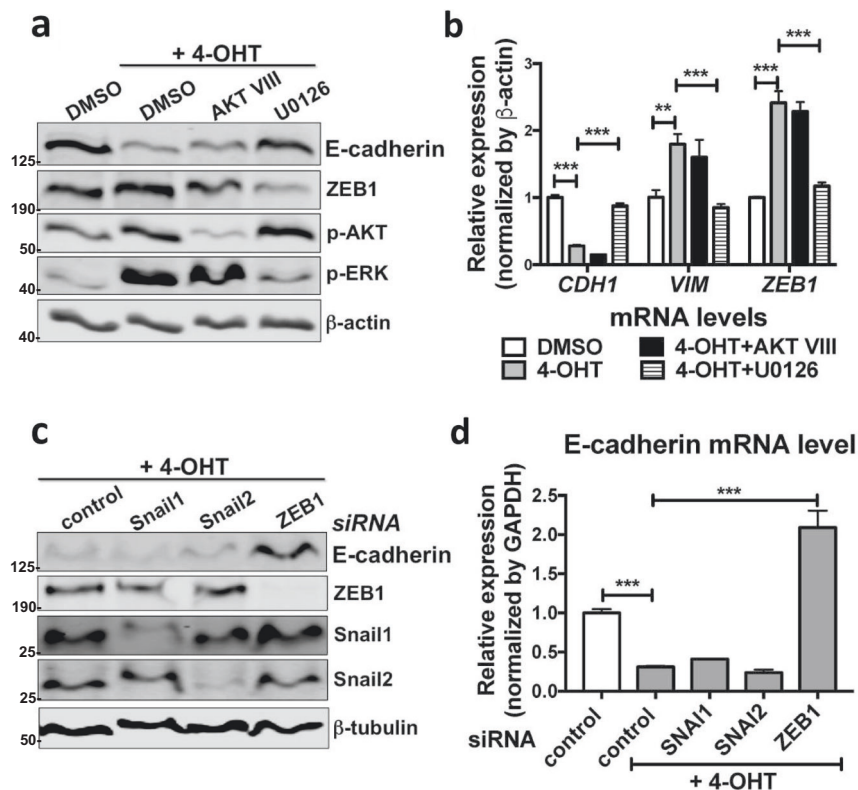 a
+ 4-OHT
DMSO DMSO AKT VIII U0126
E-cadherin
125
ZEB1
190
p-AKT
50
p-ERK
40
β-actin
40
b
Relative expression
(normalized by β-actin)
3
2
1
0
*** *** ** *** *** ***
CDH1 VIM ZEB1
mRNA levels
DMSO 4-OHT+AKT VIII
4-OHT 4-OHT+U0126
c
+ 4-OHT
control Snail1 Snail2 ZEB1 siRNA
E-cadherin
125
ZEB1
190
Snail1
25
Snail2
25
β-tubulin
50
d
E-cadherin mRNA level
Relative expression
(normalized by GAPDH)
2.5
2.0
1.5
1.0
0.5
0.0
***
***
siRNA control control SNAI1 SNAI2 ZEB1
+ 4-OHT